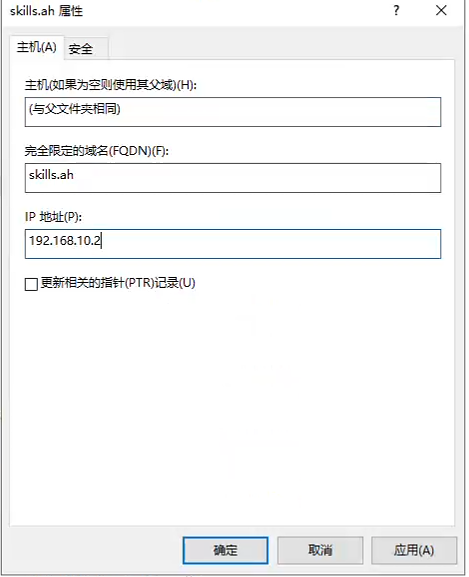 skills.ah 属性
?
主机(A) 安全
主机(如果为空则使用其父域)(H):
(与父文件夹相同)
完全限定的域名(FQDN)(F):
skills.ah
IP 地址(P):
192.168.10.2
更新相关的指针(PTR)记录(U)
确定 取消 应用(A)